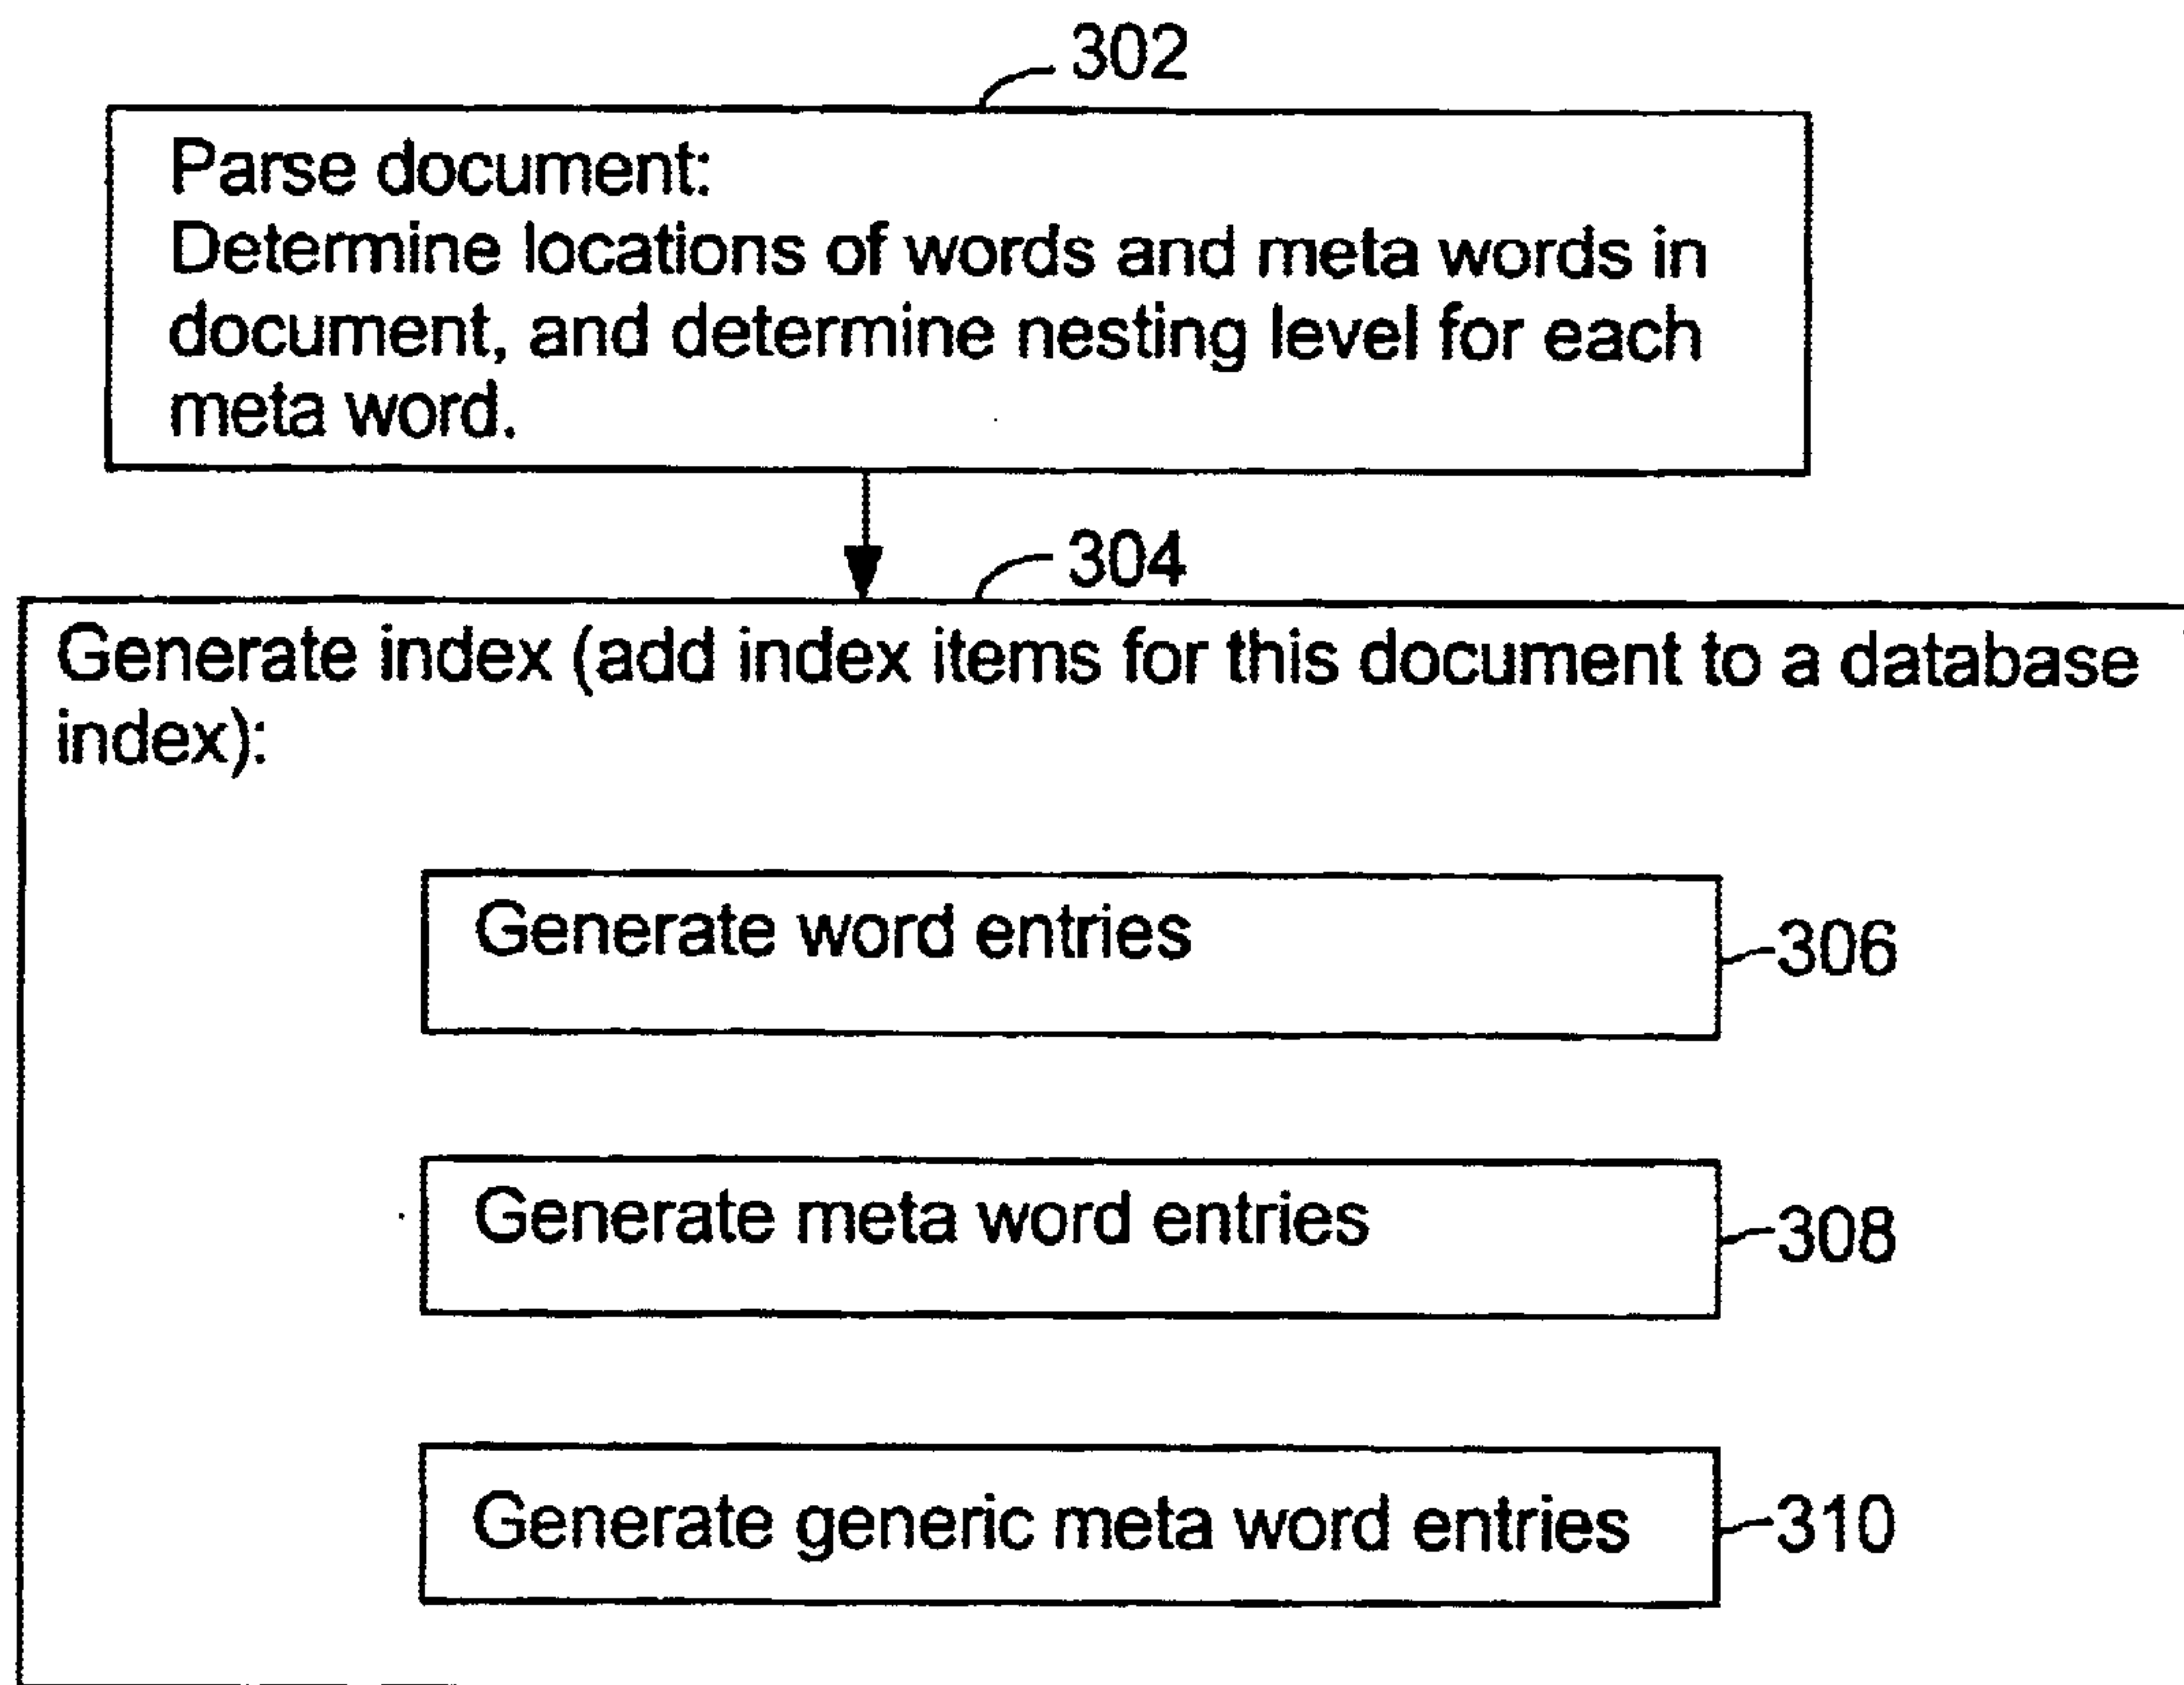 302
Parse document:
Determine locations of words and meta words in
document, and determine nesting level for each
meta word.
304
Generate index (add index items for this document to a database
index):
Generate word entries
306
Generate meta word entries
308
Generate generic meta word entries
310